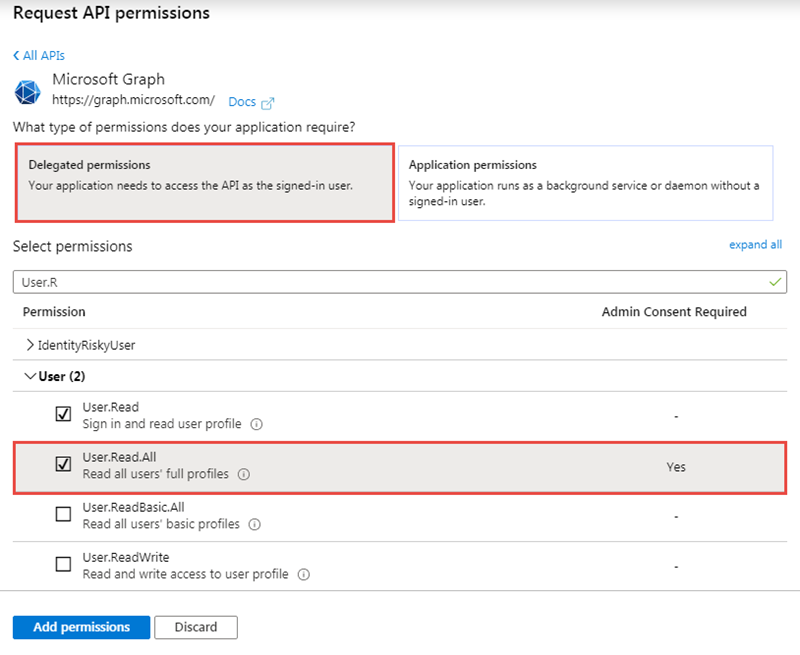 Request API permissions
All APIs
Microsoft Graph
https://graph.microsoft.com/ Docs
What type of permissions does your application require?
Delegated permissions
Your application needs to access the API as the signed-in user.
Application permissions
Your application runs as a background service or daemon without a
signed-in user.
Select permissions
expand all
User.R
Permission Admin Consent Required
IdentityRiskyUser
User (2)
User.Read
Sign in and read user profile
-
User.Read.All
Read all users' full profiles
Yes
User.ReadBasic.All
Read all users' basic profiles
-
User.ReadWrite
Read and write access to user profile
-
Add permissions Discard